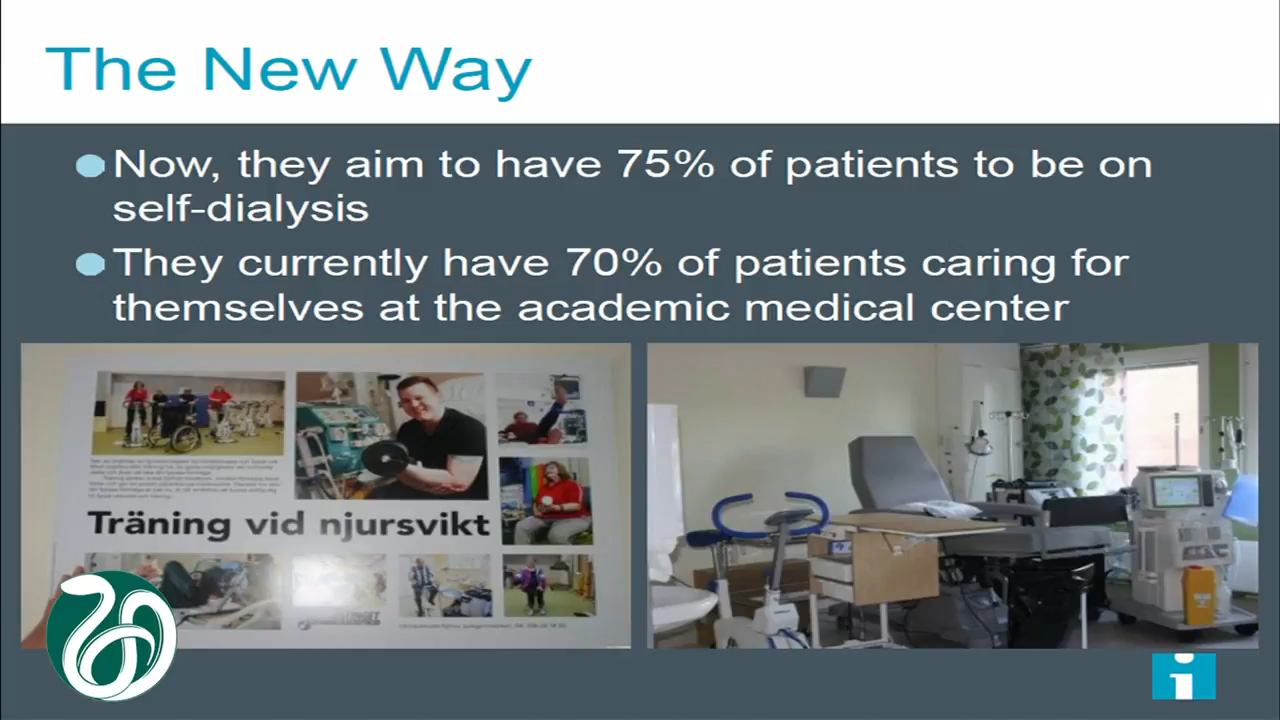 The New Way
Now, they aim to have 75% of patients to be on
self-dialysis
They currently have 70% of patients caring for
themselves at the academic medical center
Träning vid njursvikt